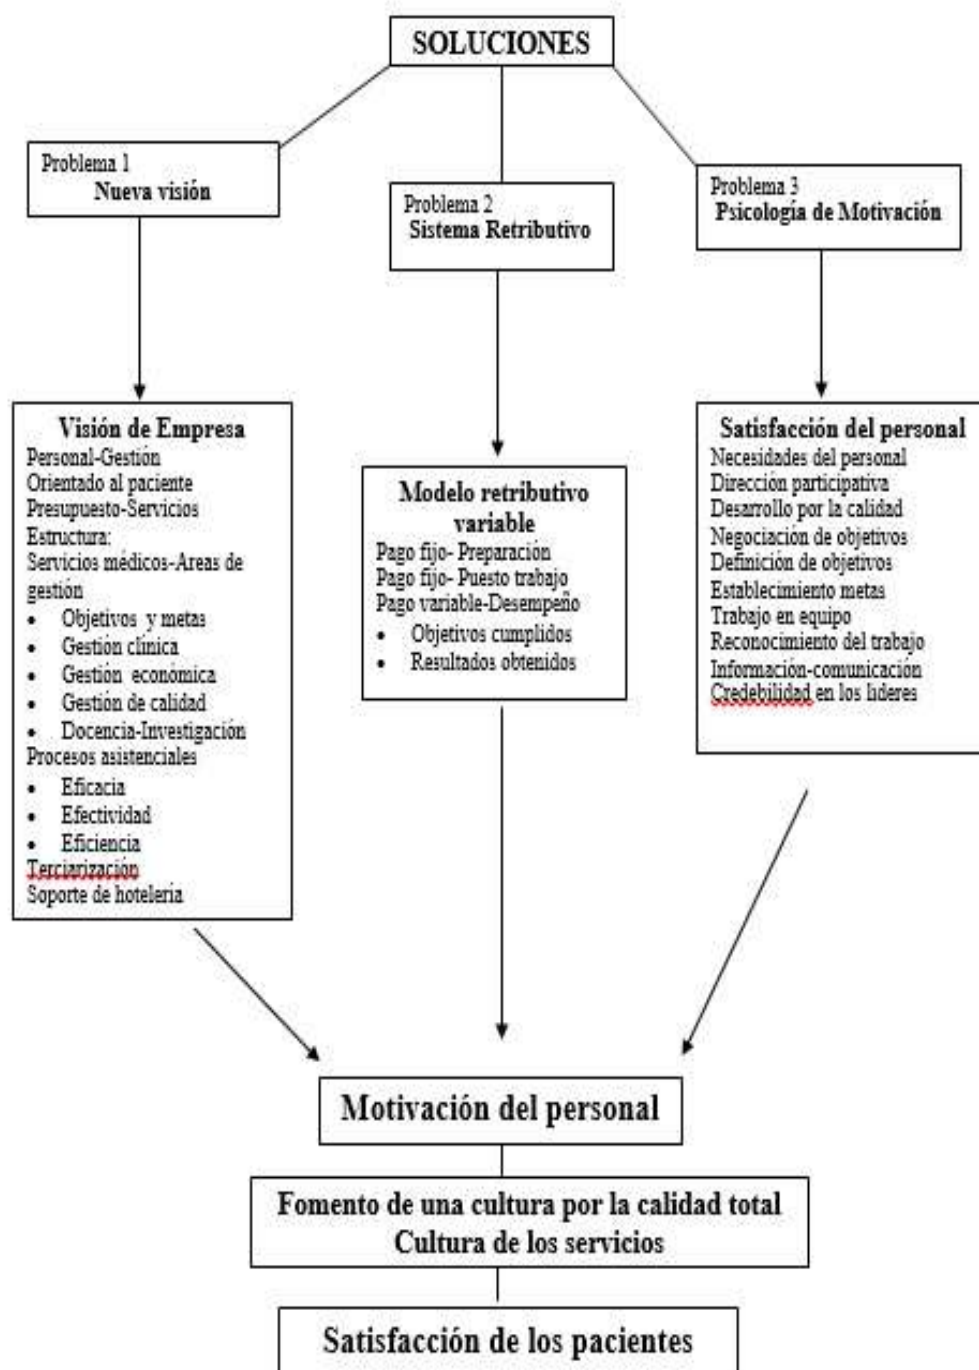 SOLUCIONES
Problema 1
Nueva visión
Problema 2
Sistema Retributivo
Problema 3
Psicología de Motivación
Visión de Empresa
Personal-Gestión
Orientado al paciente
Presupuesto-Servicios
Estructura:
Servicios médicos-Areas de
gestión
• Objetivos y metas
• Gestión clínica
• Gestión económica
• Gestión de calidad
• Docencia-Investigación
Procesos asistenciales
• Eficacia
• Efectividad
• Eficiencia
Terciarización
Soporte de hotelería
Modelo retributivo
variable
Pago fijo- Preparación
Pago fijo- Puesto trabajo
Pago variable-Desempeño
• Objetivos cumplidos
• Resultados obtenidos
Satisfacción del personal
Necesidades del personal
Dirección participativa
Desarrollo por la calidad
Negociación de objetivos
Definición de objetivos
Establecimiento metas
Trabajo en equipo
Reconocimiento del trabajo
Información-comunicación
Credebilidad en los lideres
Motivación del personal
Fomento de una cultura por la calidad total
Cultura de los servicios
Satisfacción de los pacientes